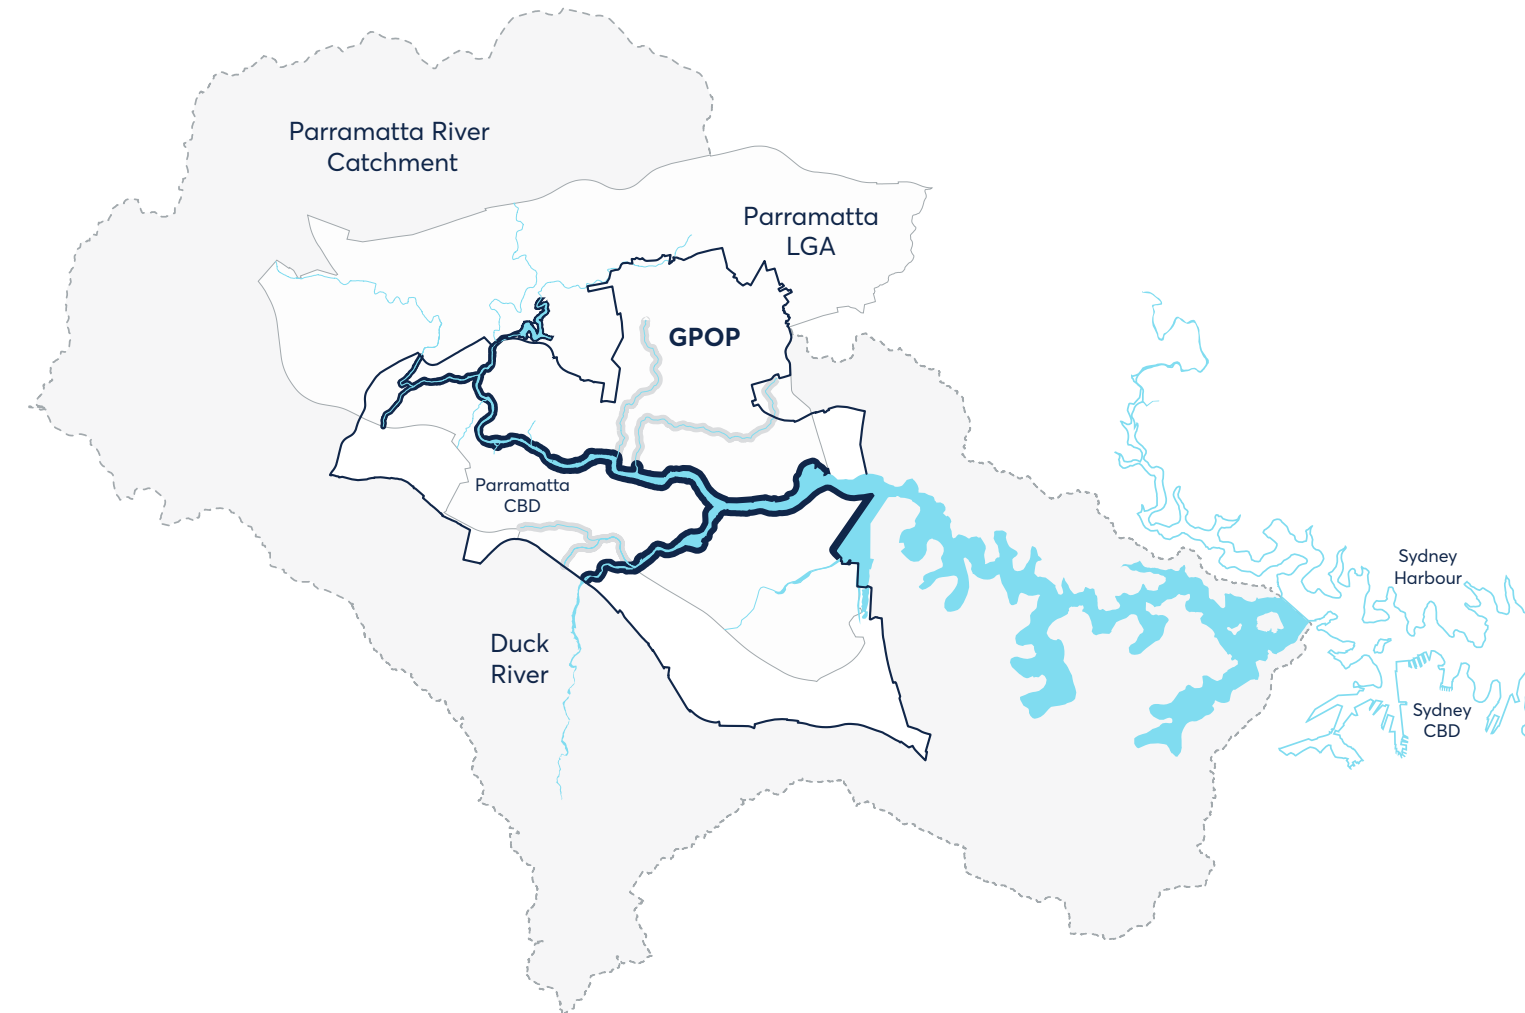 Parramatta River
Catchment
Parramatta
LGA
GPOP
Parramatta
CBD
Sydney
Harbour
Duck
River
Sydney
CBD